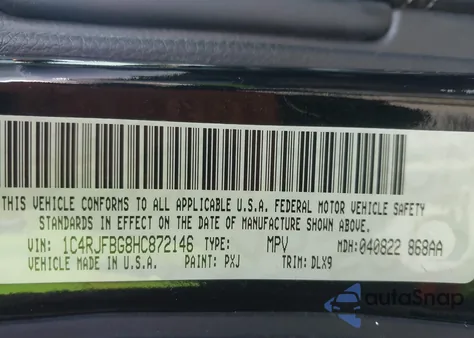 THIS VEHICLE CONFORMS TO ALL APPLICABLE U.S.A. FEDERAL MOTOR VEHICLE SAFETY
STANDARDS IN EFFECT ON THE DATE OF MANUFACTURE SHOWN ABOVE.
VIN: 1C4RJFBG8HC872146 TYPE: MPV MDH: 040822 868AA
VEHICLE MADE IN U.S.A. PAINT: PXJ TRIM: DLX9
autoSnap